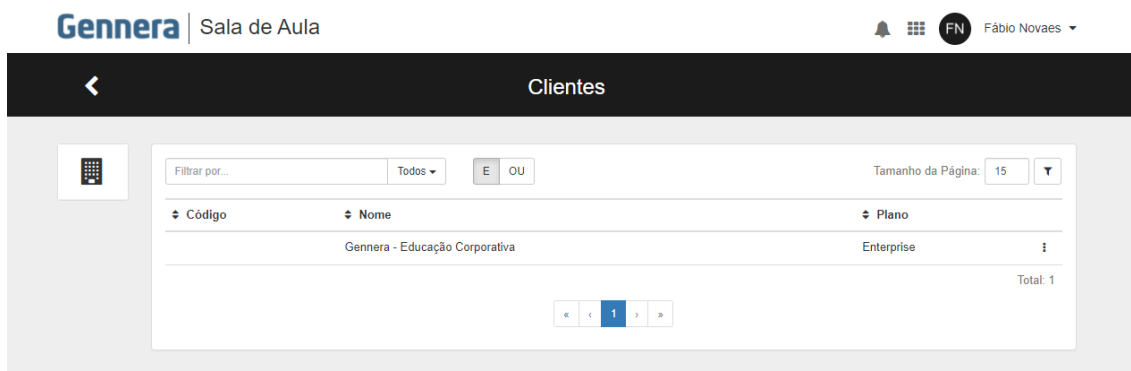 Gennera Sala de Aula FN Fábio Novaes
Clientes
Filtrar por... Todos E OU Tamanho da Página: 15
Código Nome Plano
Gennera - Educação Corporativa Enterprise
Total: 1
« ‹ 1 › »